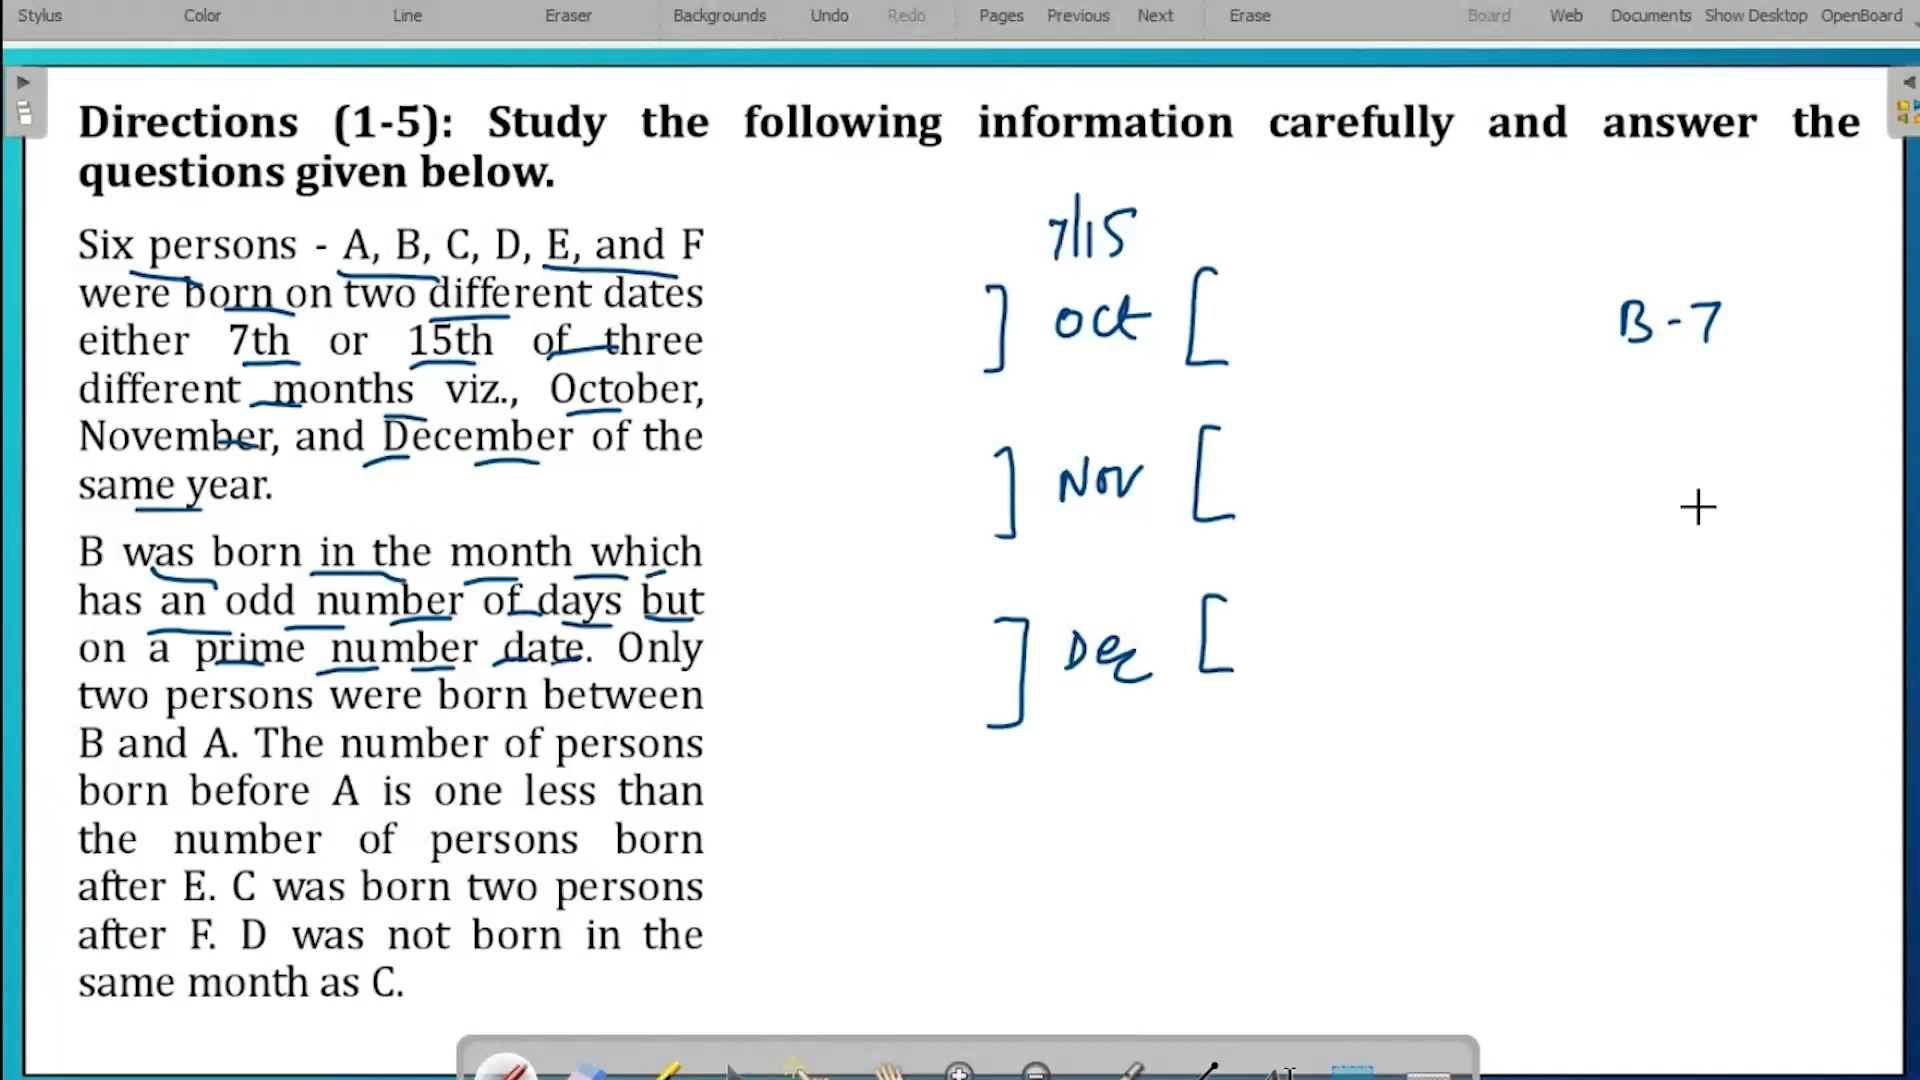 Stylus Color Line Eraser Backgrounds Undo Redo Pages Previous Next Erase Board Web Documents Show Desktop OpenBoard
Directions (1-5): Study the following information carefully and answer the
questions given below.
Six persons - A, B, C, D, E, and F
were born on two different dates
either 7th or 15th of three
different months viz., October,
November, and December of the
same year.
B was born in the month which
has an odd number of days but
on a prime number date. Only
two persons were born between
B and A. The number of persons
born before A is one less than
the number of persons born
after E. C was born two persons
after F. D was not born in the
same month as C.
7/15
] Oct [
B-7
] Nov [
] Dec [